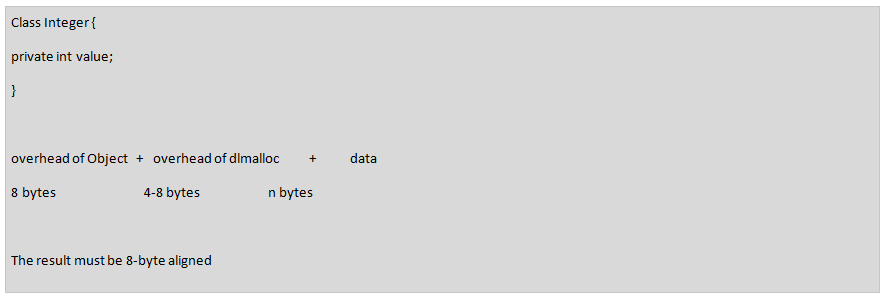 Class Integer {
private int value;
}
overhead of Object + overhead of dlmalloc + data
8 bytes 4-8 bytes n bytes
The result must be 8-byte aligned